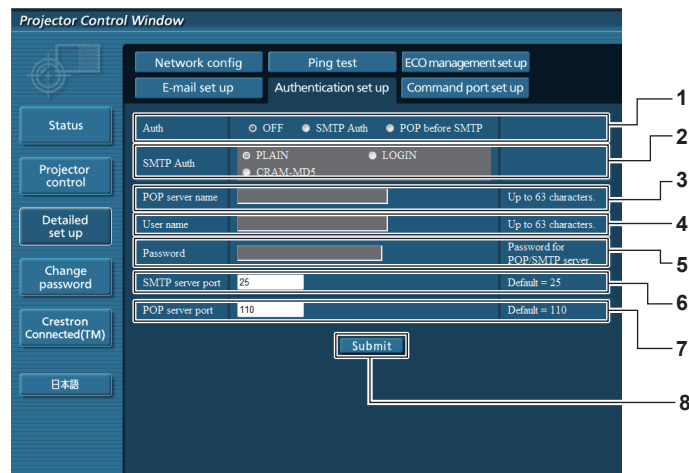 Projector Control Window
Network config Ping test ECO management set up
E-mail set up Authentication set up Command port set up
Status
Projector control
Detailed set up
Change password
Crestron Connected(TM)
日本語
Auth OFF SMTP Auth POP before SMTP
SMTP Auth PLAIN LOGIN
CRAM-MD5
POP server name Up to 63 characters.
User name Up to 63 characters.
Password Password for POP/SMTP server.
SMTP server port 25 Default = 25
POP server port 110 Default = 110
Submit
1
2
3
4
5
6
7
8